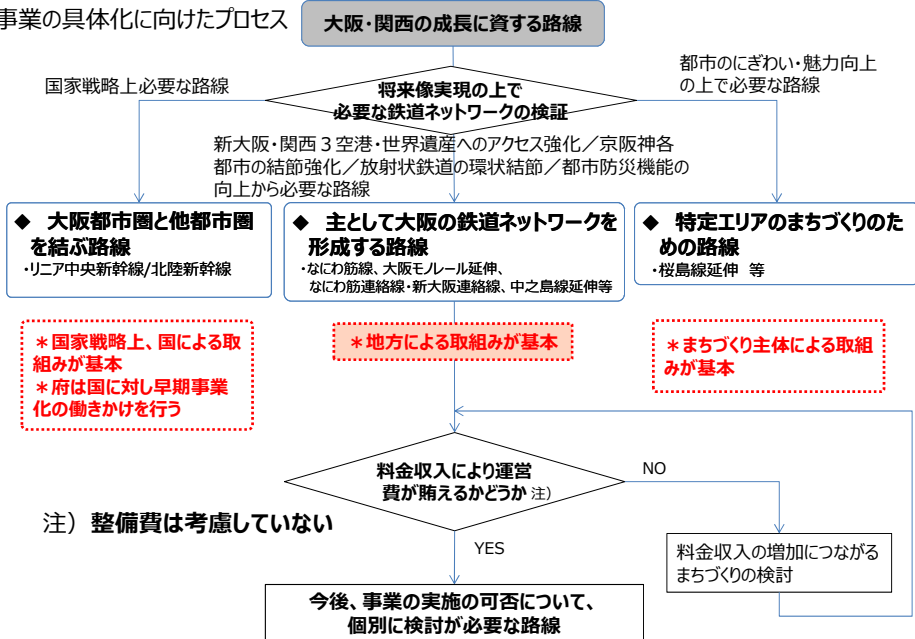 事業の具体化に向けたプロセス
大阪・関西の成長に資する路線
将来像実現の上で
必要な鉄道ネットワークの検証
国家戦略上必要な路線
都市のにぎわい・魅力向上
の上で必要な路線
新大阪・関西３空港・世界遺産へのアクセス強化／京阪神各
都市の結節強化／放射状鉄道の環状結節／都市防災機能の
向上から必要な路線
◆ 大阪都市圏と他都市圏
を結ぶ路線
・リニア中央新幹線/北陸新幹線
◆ 主として大阪の鉄道ネットワークを
形成する路線
・なにわ筋線、大阪モノレール延伸、
なにわ筋連絡線・新大阪連絡線、中之島線延伸等
◆ 特定エリアのまちづくりのた
めの路線
・桜島線延伸 等
＊国家戦略上、国による取
組みが基本
＊府は国に対し早期事業
化の働きかけを行う
＊地方による取組みが基本
＊まちづくり主体による取組
みが基本
料金収入により運営
費が賄えるかどうか 注）
NO
YES
注） 整備費は考慮していない
料金収入の増加につながる
まちづくりの検討
今後、事業の実施の可否について、
個別に検討が必要な路線